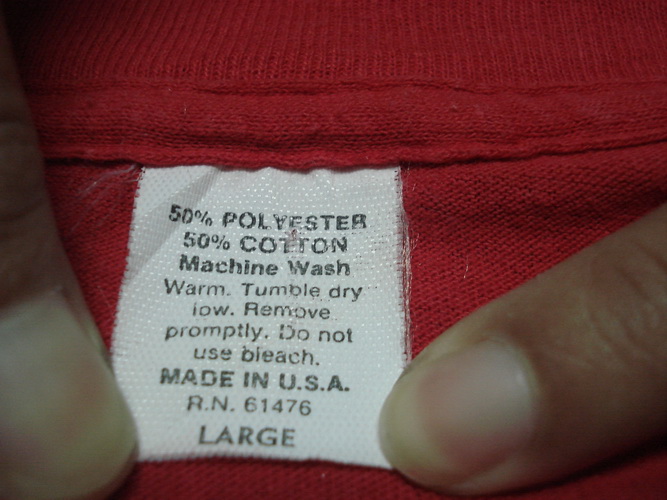 50% POLYESTER
50% COTTON
Machine Wash
Warm. Tumble dry
low. Remove
promptly. Do not
use bleach.
MADE IN U.S.A.
R.N. 61476
LARGE